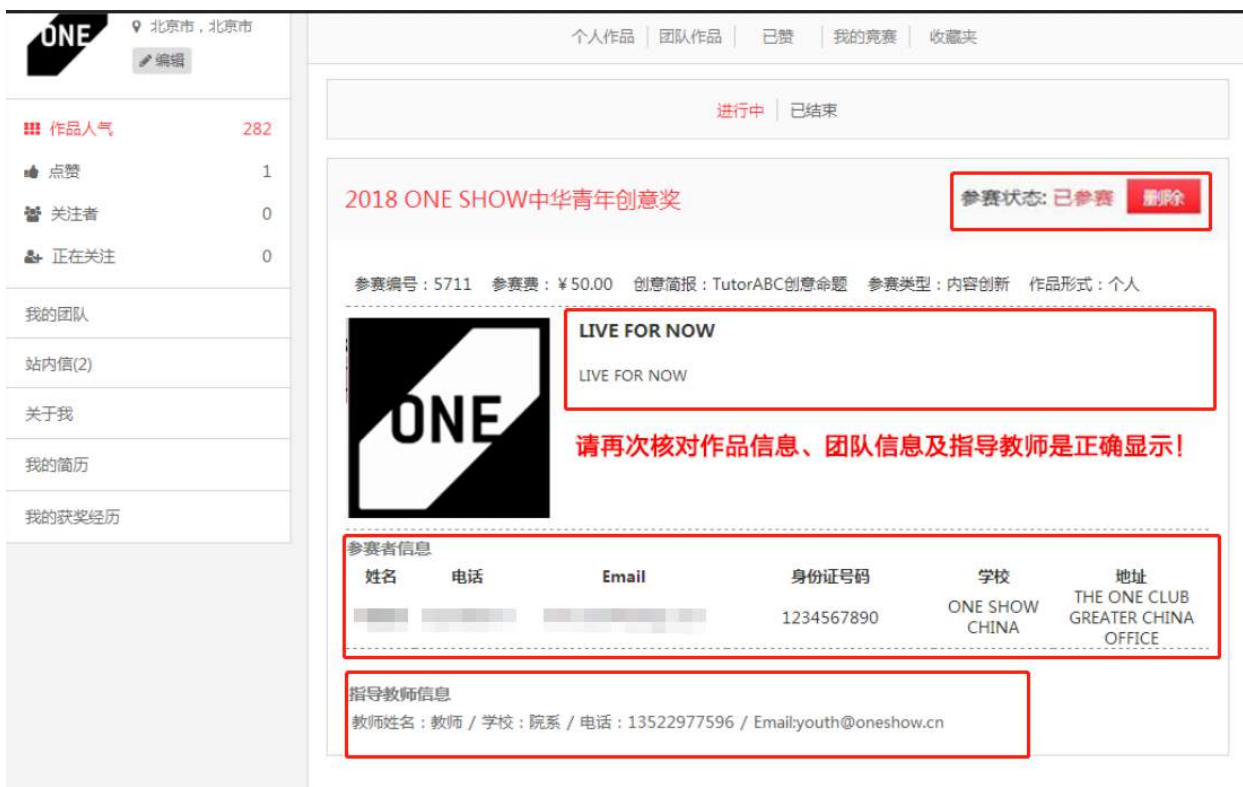 ONE
北京市，北京市
编辑
作品人气 282
点赞 1
关注者 0
正在关注 0
我的团队
站内信(2)
关于我
我的简历
我的获奖经历
个人作品 团队作品 已赞 我的竞赛 收藏夹
进行中 已结束
2018 ONE SHOW中华青年创意奖
参赛状态: 已参赛 删除
参赛编号：5711 参赛费：¥50.00 创意简报：TutorABC创意命题 参赛类型：内容创新 作品形式：个人
ONE
LIVE FOR NOW
LIVE FOR NOW
请再次核对作品信息、团队信息及指导教师是正确显示！
参赛者信息
姓名 电话 Email 身份证号码 学校 地址
1234567890 ONE SHOW CHINA THE ONE CLUB GREATER CHINA OFFICE
指导教师信息
教师姓名：教师 / 学校：院系 / 电话：13522977596 / Email:youth@oneshow.cn